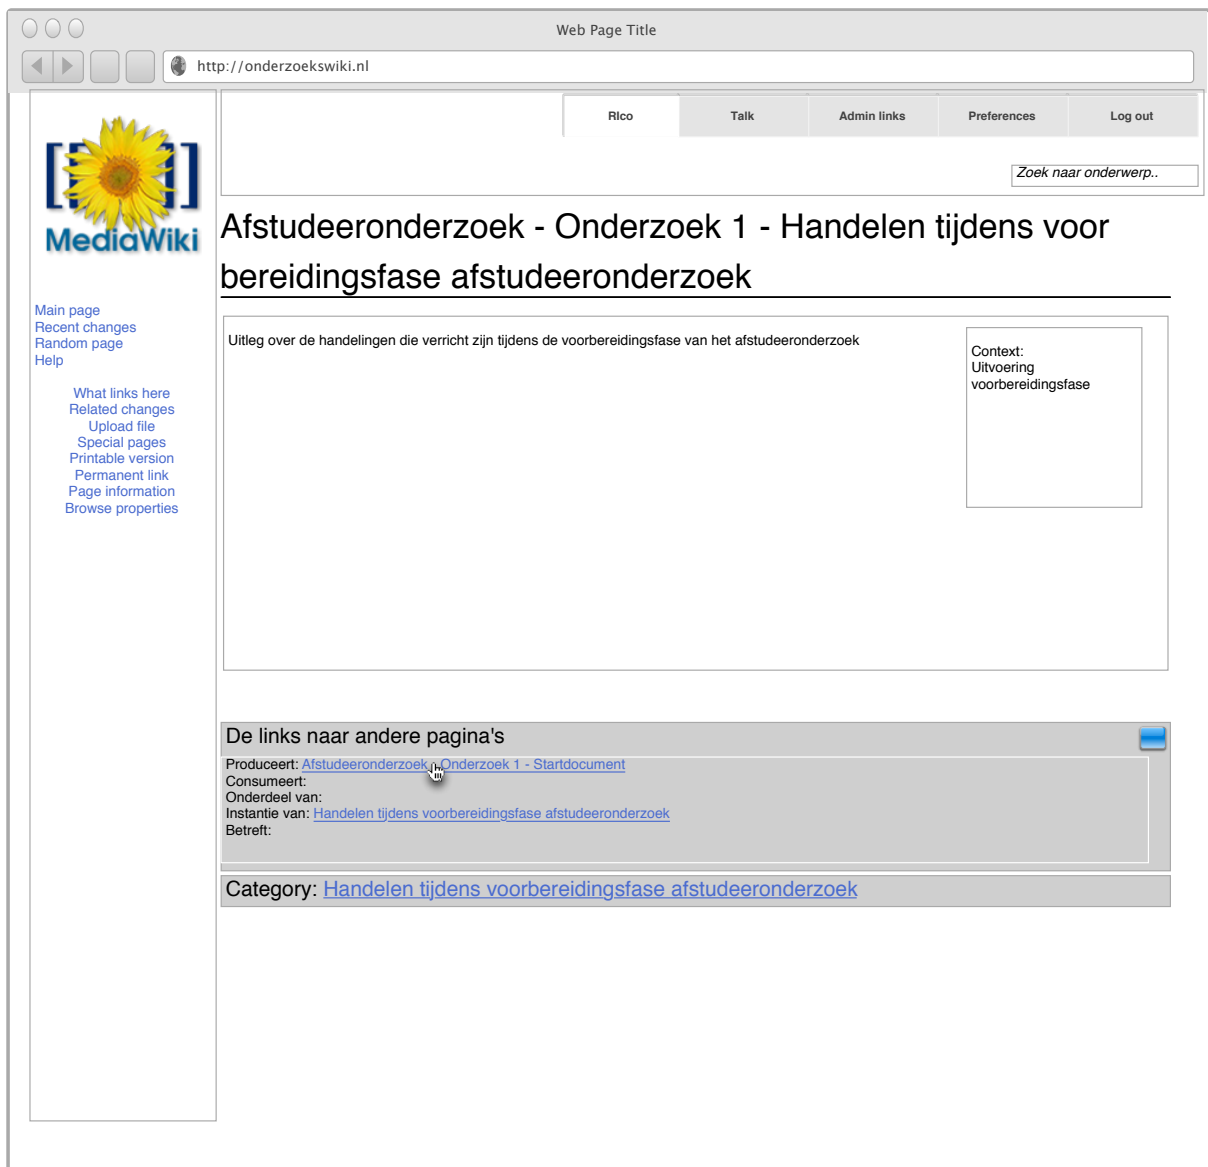 Web Page Title
http://onderzoekswiki.nl
RIco
Talk
Admin links
Preferences
Log out
Zoek naar onderwerp..
[[ ]]
MediaWiki
Afstudeeronderzoek - Onderzoek 1 - Handelen tijdens voor
bereidingsfase afstudeeronderzoek
Main page
Recent changes
Random page
Help
What links here
Related changes
Upload file
Special pages
Printable version
Permanent link
Page information
Browse properties
Uitleg over de handelingen die verricht zijn tijdens de voorbereidingsfase van het afstudeeronderzoek
Context:
Uitvoering
voorbereidingsfase
De links naar andere pagina's
Produceert: Afstudeeronderzoek - Onderzoek 1 - Startdocument
Consumeert:
Onderdeel van:
Instantie van: Handelen tijdens voorbereidingsfase afstudeeronderzoek
Betreft:
Category: Handelen tijdens voorbereidingsfase afstudeeronderzoek